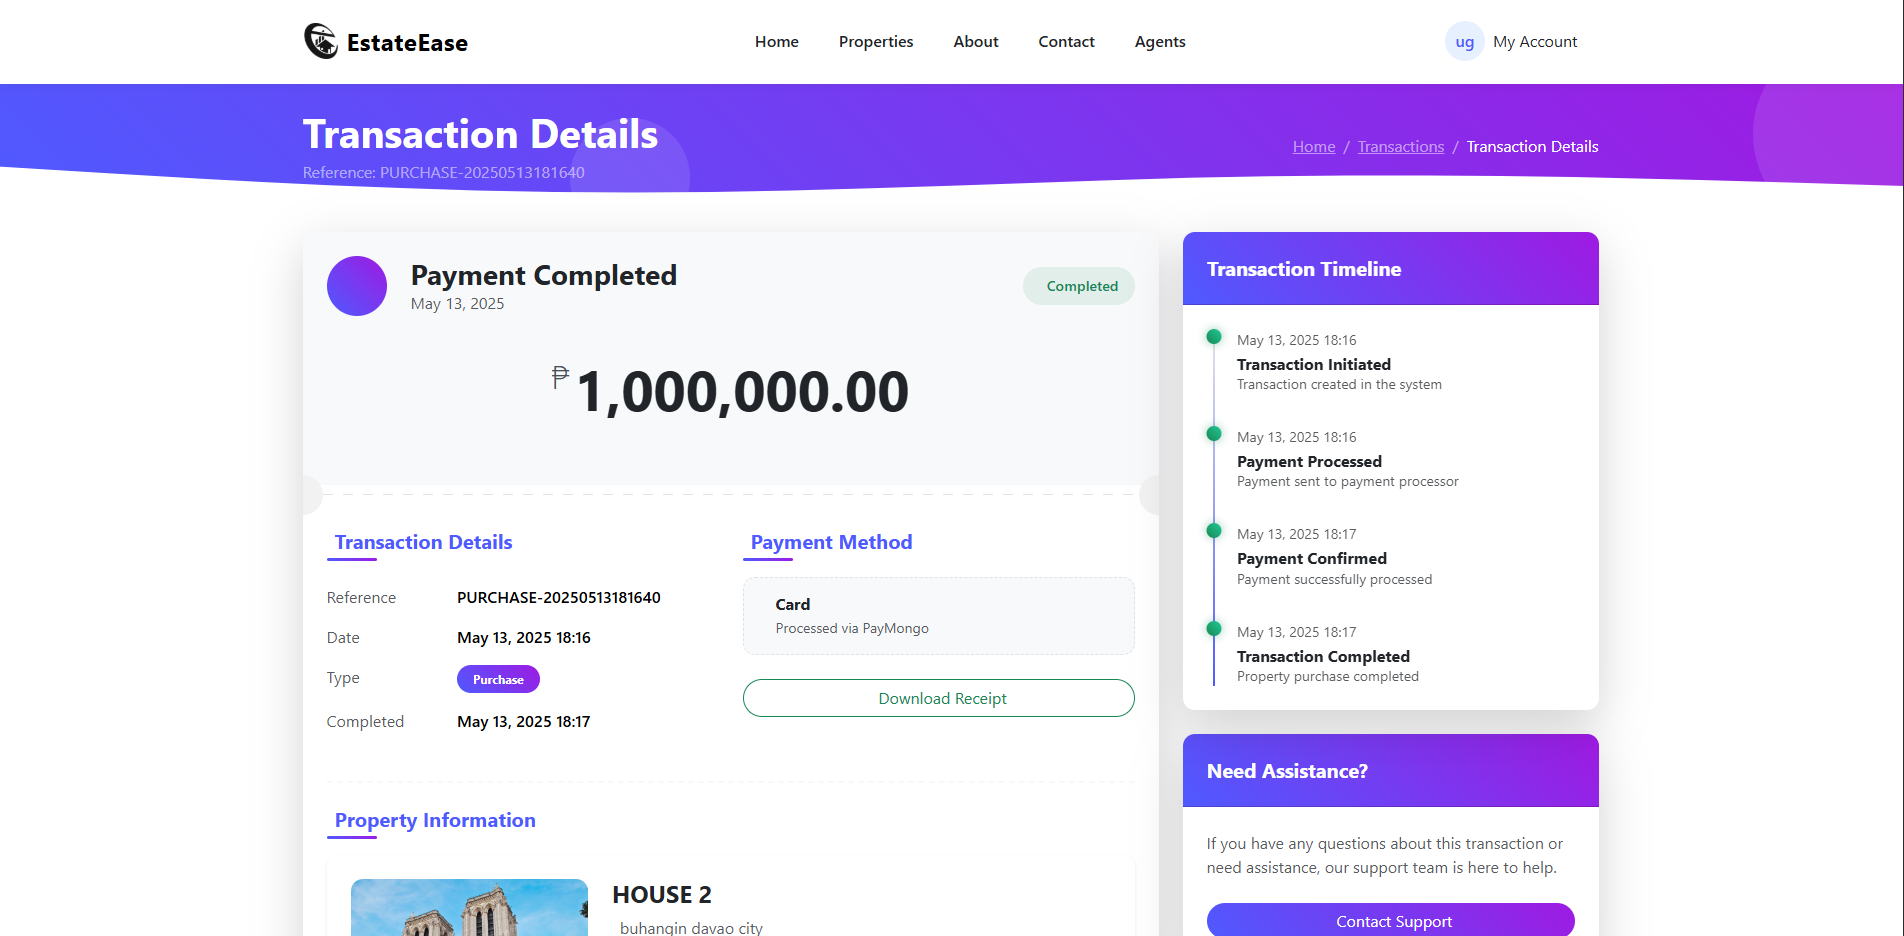 EstateEase
Home
Properties
About
Contact
Agents
ug
My Account
Transaction Details
Reference: PURCHASE-20250513181640
Home / Transactions / Transaction Details
Payment Completed
May 13, 2025
Completed
₱1,000,000.00
Transaction Details
Reference
PURCHASE-20250513181640
Date
May 13, 2025 18:16
Type
Purchase
Completed
May 13, 2025 18:17
Payment Method
Card
Processed via PayMongo
Download Receipt
Property Information
HOUSE 2
buhangin davao city
Transaction Timeline
May 13, 2025 18:16
Transaction Initiated
Transaction created in the system
May 13, 2025 18:16
Payment Processed
Payment sent to payment processor
May 13, 2025 18:17
Payment Confirmed
Payment successfully processed
May 13, 2025 18:17
Transaction Completed
Property purchase completed
Need Assistance?
If you have any questions about this transaction or
need assistance, our support team is here to help.
Contact Support